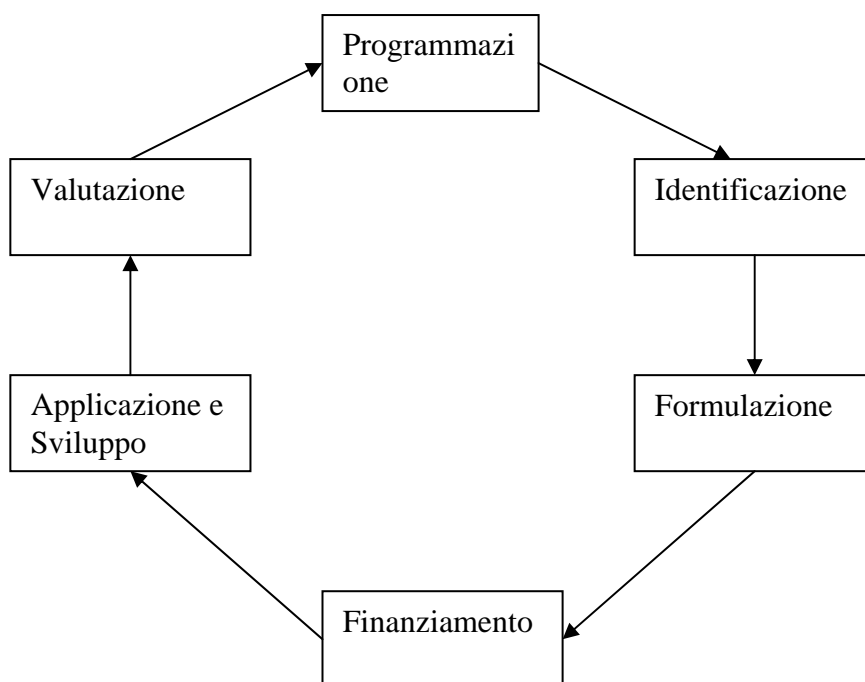 Programmazi
one
Valutazione
Identificazione
Applicazione e
Sviluppo
Formulazione
Finanziamento